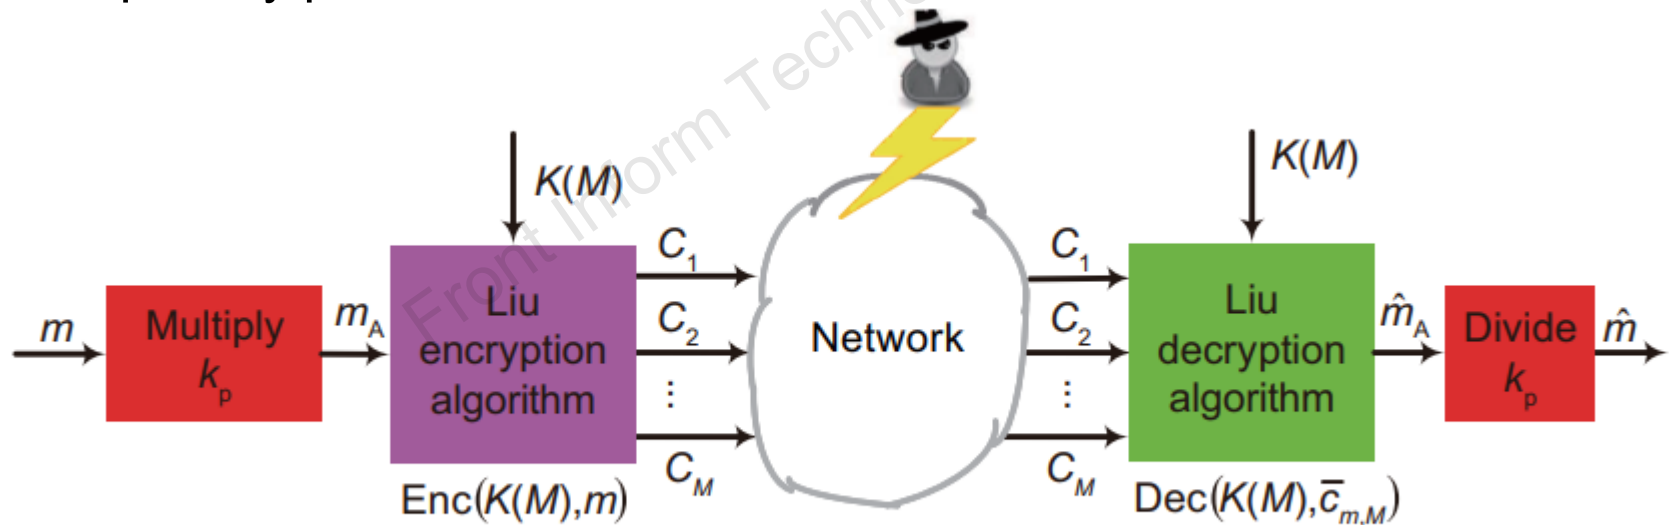 Front Inform Techn
K(M)
K(M)
m
Multiply
k_p
m_A
Liu
encryption
algorithm
C_1
C_2
⋮
C_M
Network
C_1
C_2
⋮
C_M
Liu
decryption
algorithm
m̂_A
Divide
k_p
m̂
Enc(K(M),m)
Dec(K(M),c̅_{m,M})